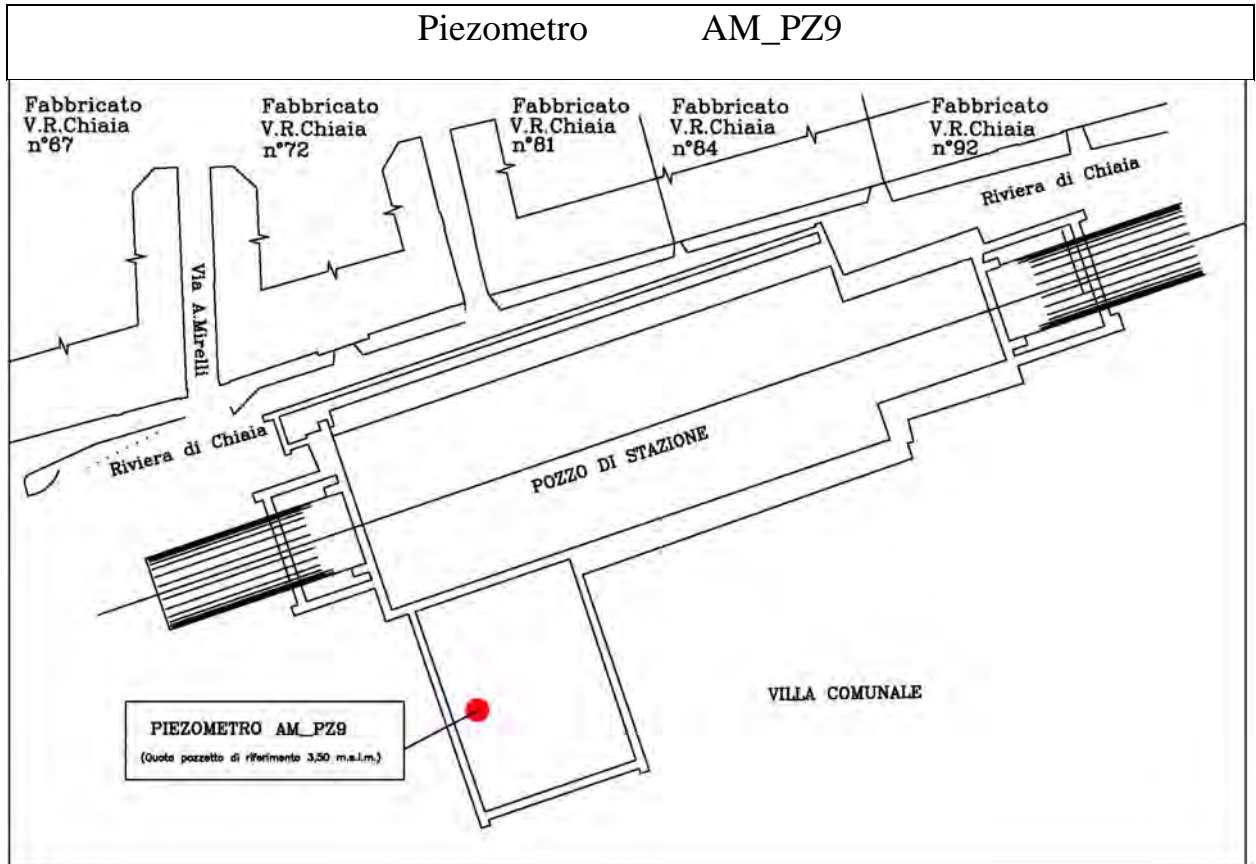 Piezometro AM_PZ9
Fabbricato
V.R.Chiaia
n°67
Fabbricato
V.R.Chiaia
n°72
Fabbricato
V.R.Chiaia
n°81
Fabbricato
V.R.Chiaia
n°84
Fabbricato
V.R.Chiaia
n°92
Riviera di Chiaia
Via A.Mirelli
Riviera di Chiaia
POZZO DI STAZIONE
VILLA COMUNALE
PIEZOMETRO AM_PZ9
(Quota pozzetto di riferimento 3,50 m.s.l.m.)